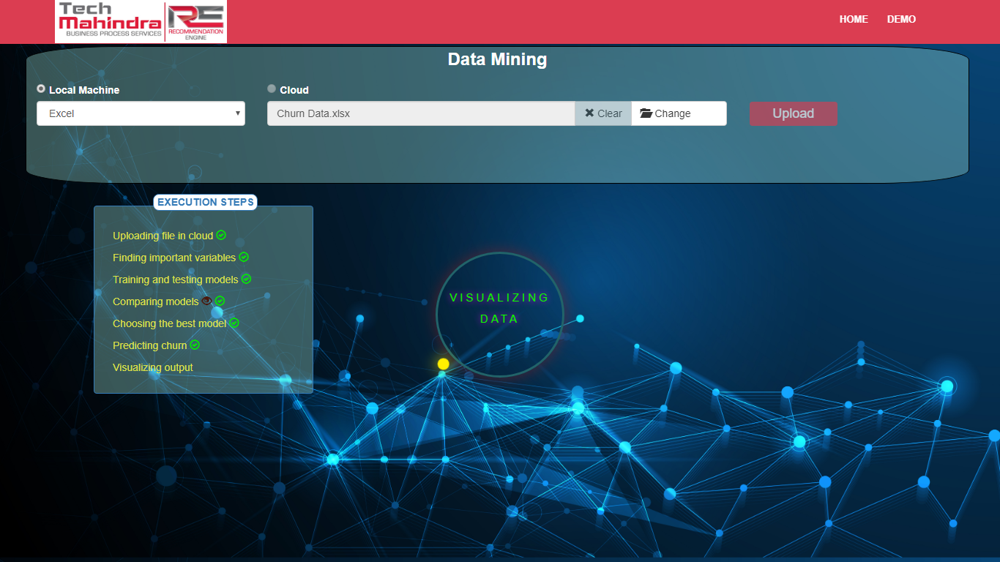 Tech
Mahindra
BUSINESS PROCESS SERVICES
RE
RECOMMENDATION
ENGINE
HOME DEMO
Data Mining
Local Machine Cloud
Excel Churn Data.xlsx Clear Change Upload
EXECUTION STEPS
Uploading file in cloud
Finding important variables
Training and testing models
Comparing models
Choosing the best model
Predicting churn
Visualizing output
VISUALIZING
DATA